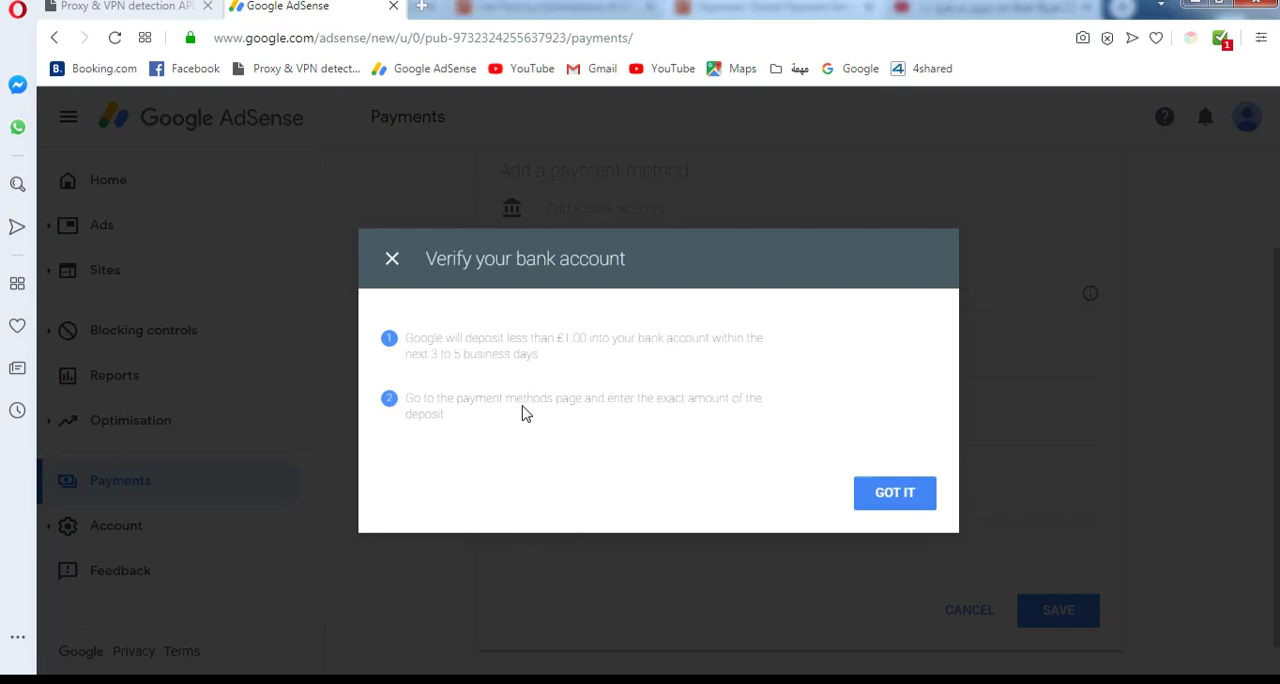 Proxy & VPN detection AP
Google AdSense
www.google.com/adsense/new/u/0/pub-9732324255637923/payments/
1
Booking.com
Facebook
Proxy & VPN detect...
Google AdSense
YouTube
Gmail
YouTube
Maps
مهمة
Google
4shared
Google AdSense
Payments
Home
Ads
Sites
Blocking controls
Reports
Optimisation
Payments
Account
Feedback
Google Privacy Terms
Add a payment method
Add a bank account
Verify your bank account
1 Google will deposit less than £1.00 into your bank account within the
next 3 to 5 business days
2 Go to the payment methods page and enter the exact amount of the
deposit
GOT IT
CANCEL
SAVE